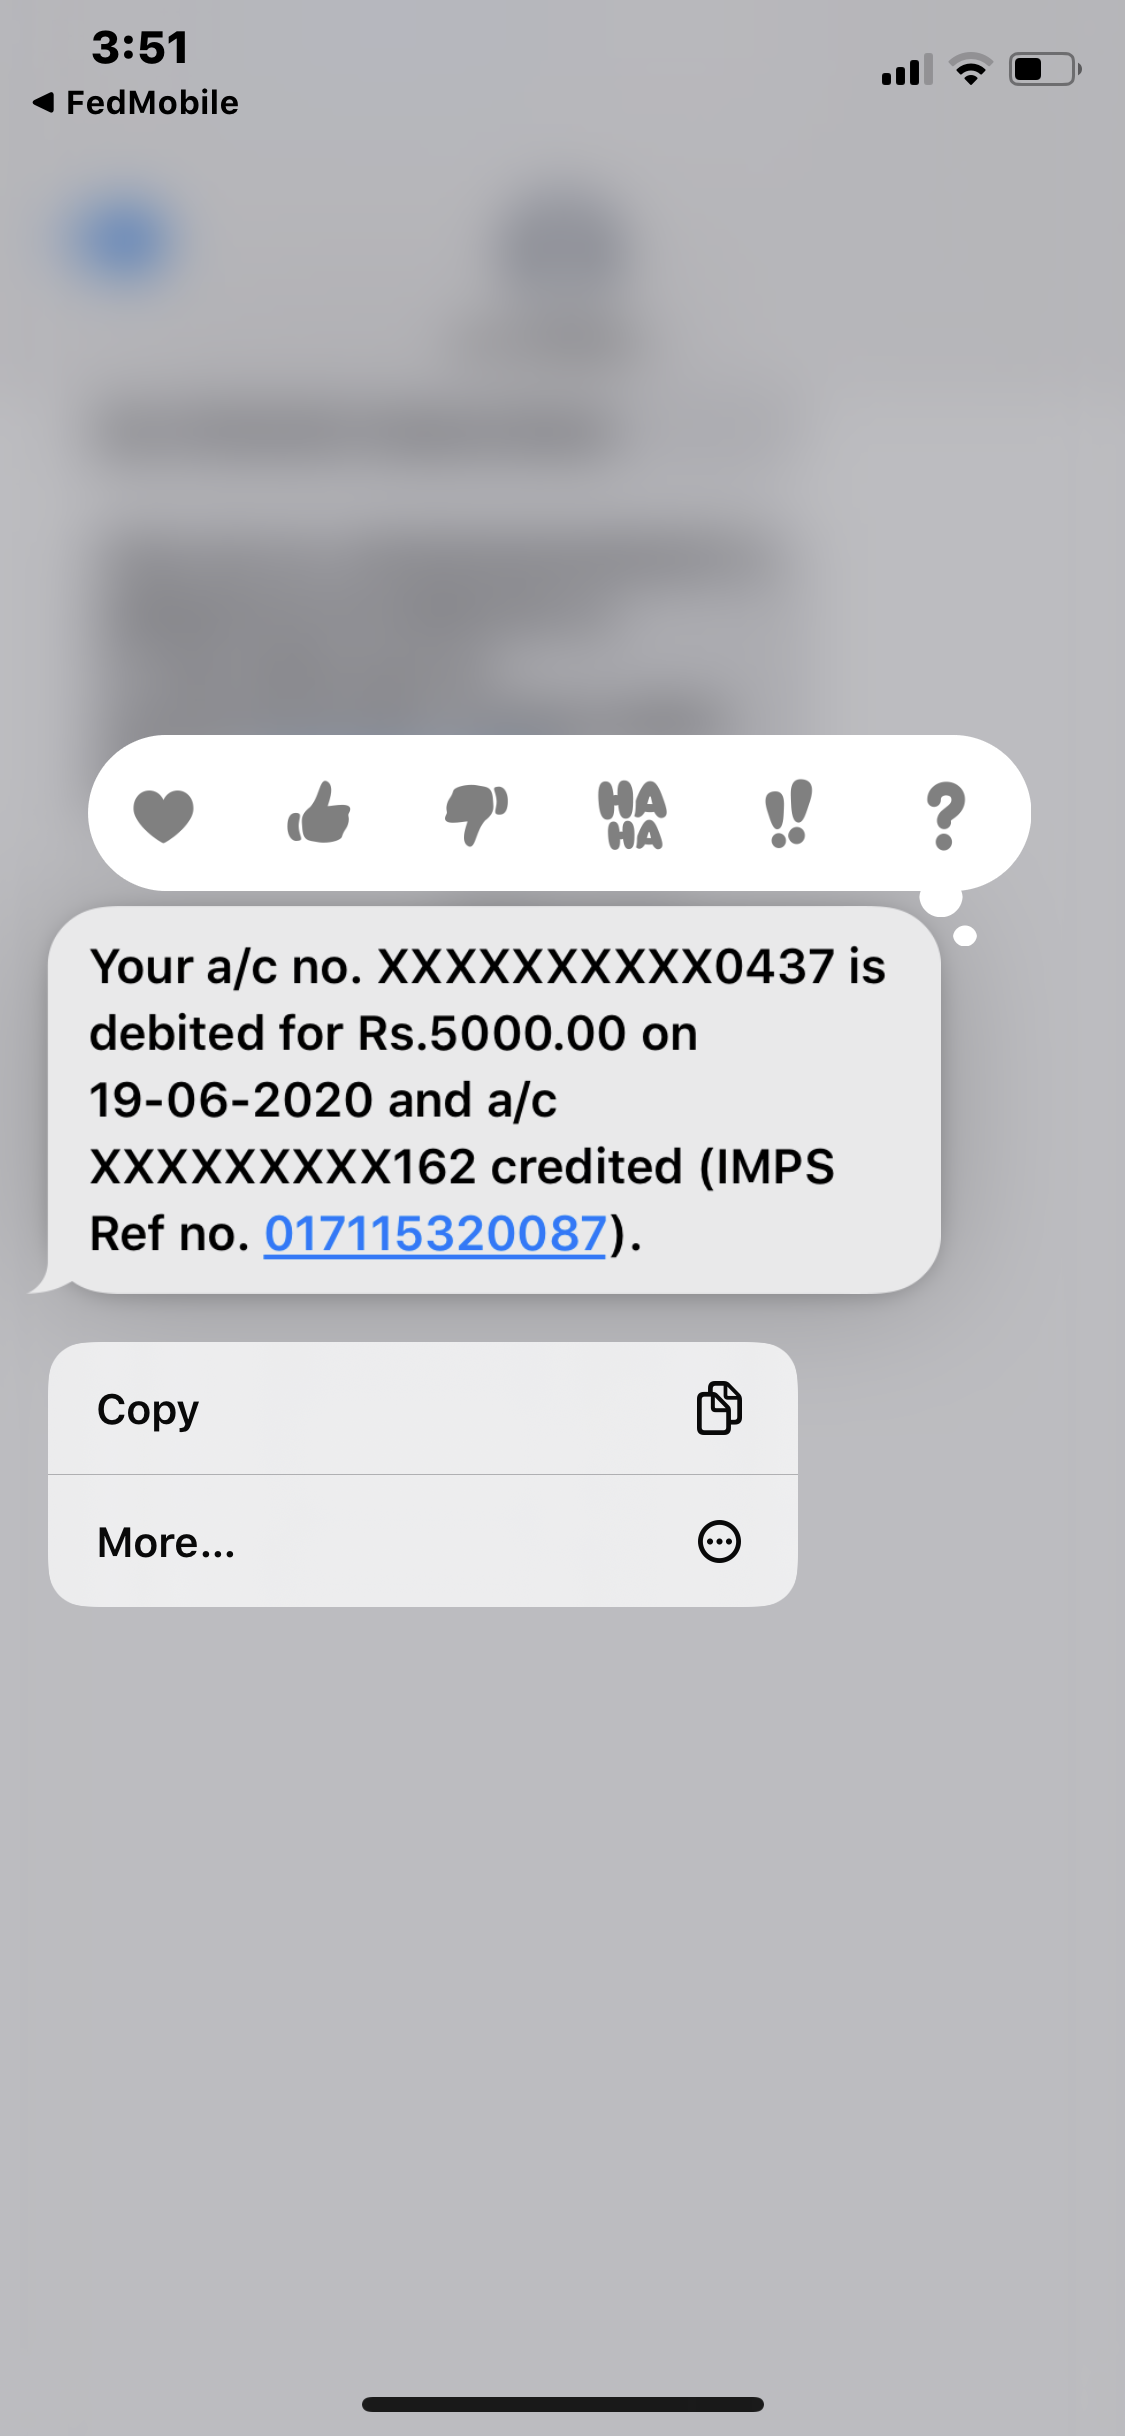 3:51
FedMobile
HA
HA
Your a/c no. XXXXXXXXXX0437 is
debited for Rs.5000.00 on
19-06-2020 and a/c
XXXXXXXXX162 credited (IMPS
Ref no. 017115320087).
Copy
More...